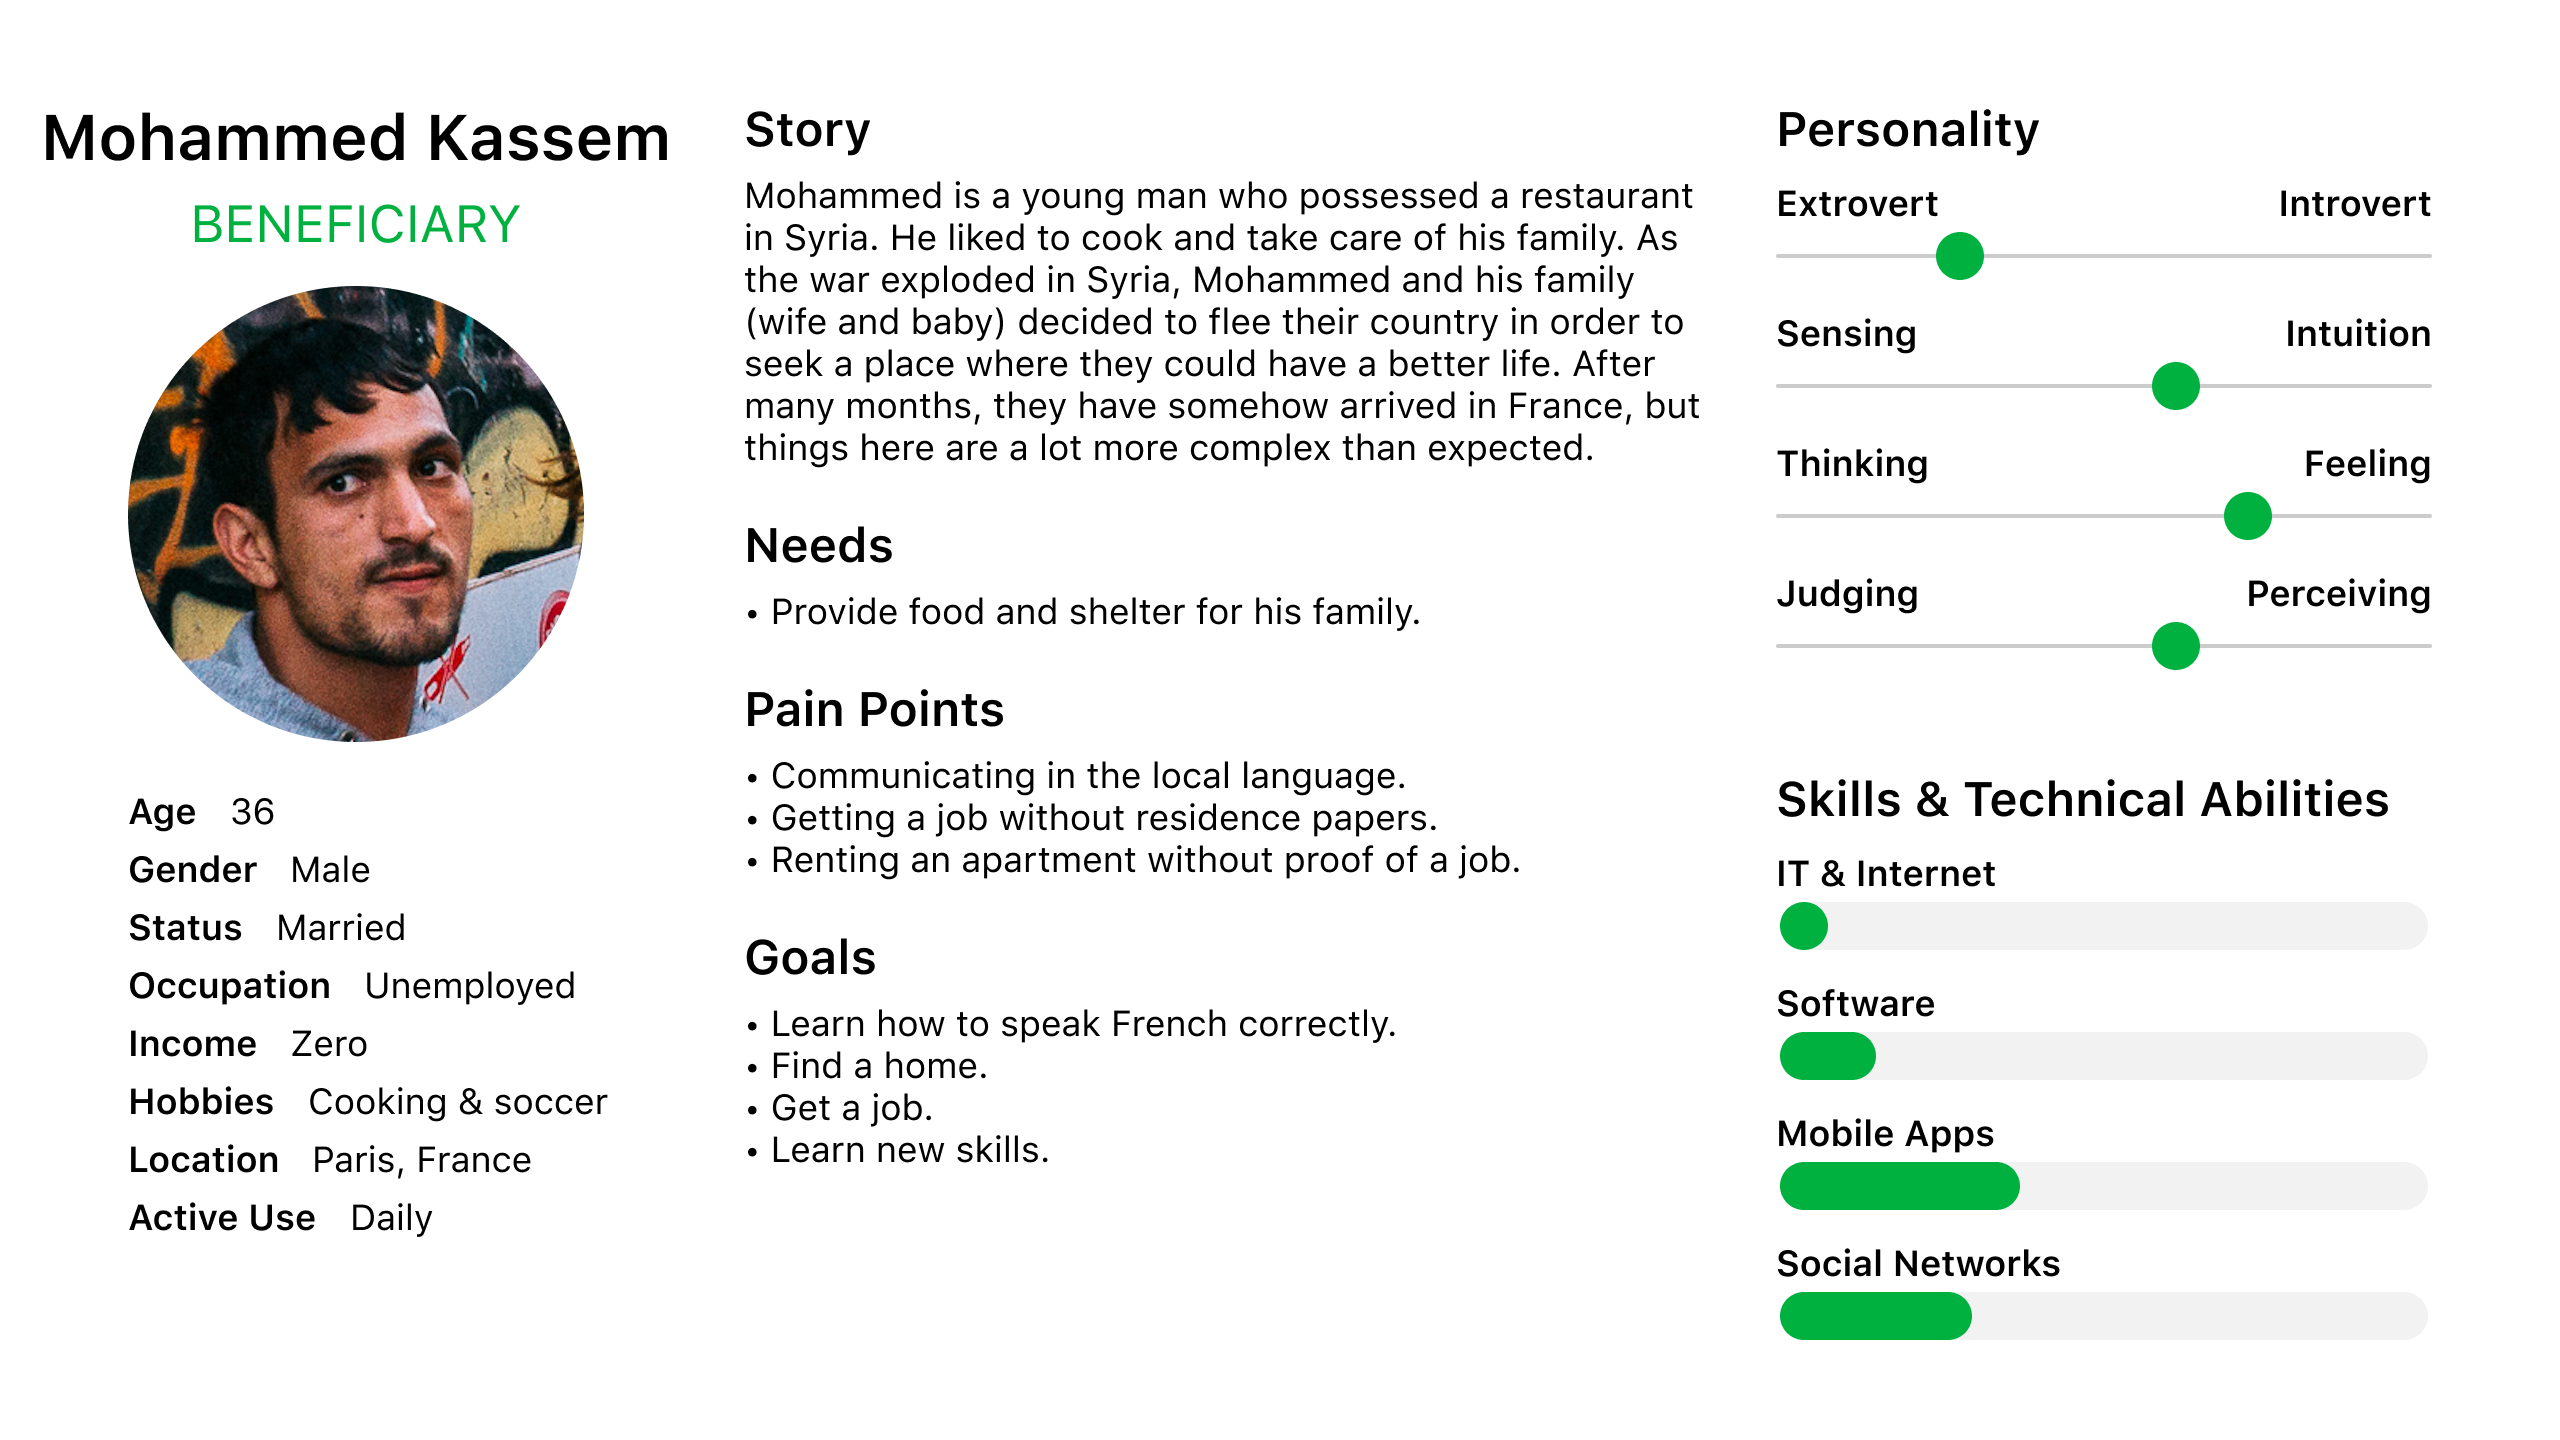 Mohammed Kassem
BENEFICIARY
Age 36
Gender Male
Status Married
Occupation Unemployed
Income Zero
Hobbies Cooking & soccer
Location Paris, France
Active Use Daily
Story
Mohammed is a young man who possessed a restaurant
in Syria. He liked to cook and take care of his family. As
the war exploded in Syria, Mohammed and his family
(wife and baby) decided to flee their country in order to
seek a place where they could have a better life. After
many months, they have somehow arrived in France, but
things here are a lot more complex than expected.
Needs
• Provide food and shelter for his family.
Pain Points
• Communicating in the local language.
• Getting a job without residence papers.
• Renting an apartment without proof of a job.
Goals
• Learn how to speak French correctly.
• Find a home.
• Get a job.
• Learn new skills.
Personality
Extrovert Introvert
Sensing Intuition
Thinking Feeling
Judging Perceiving
Skills & Technical Abilities
IT & Internet
Software
Mobile Apps
Social Networks